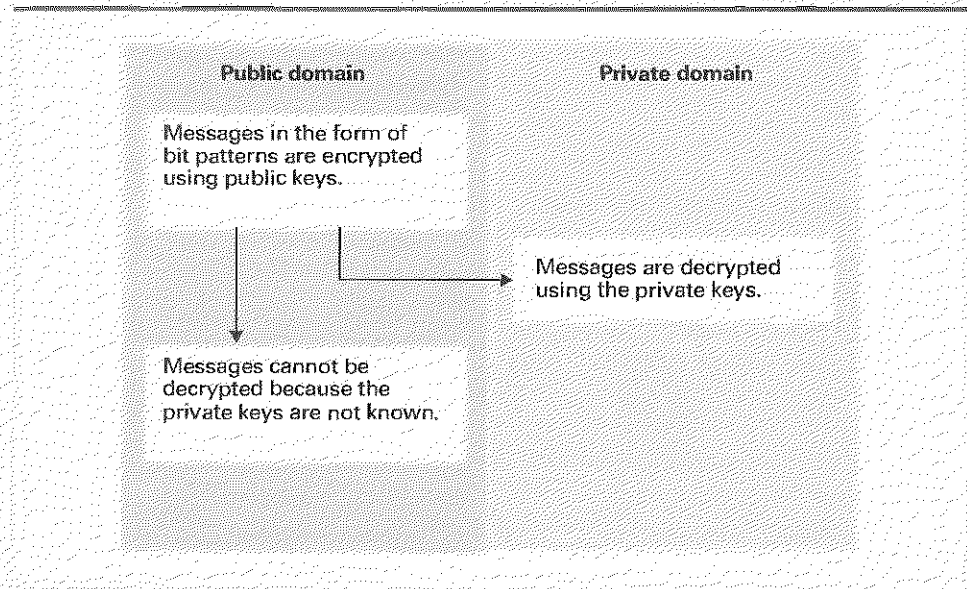 Public domain
Private domain
Messages in the form of
bit patterns are encrypted
using public keys.
Messages are decrypted
using the private keys.
Messages cannot be
decrypted because the
private keys are not known.